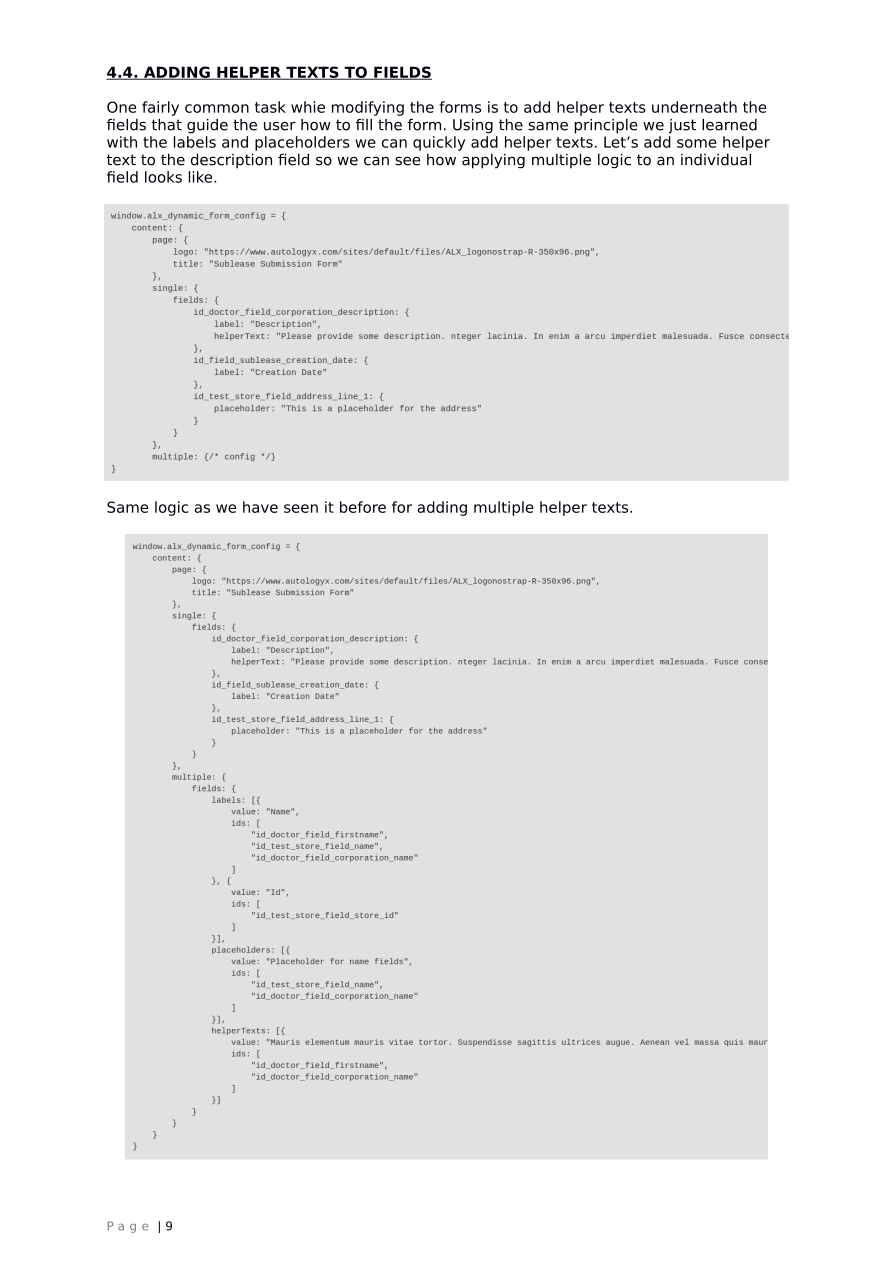 4.4. ADDING HELPER TEXTS TO FIELDS
One fairly common task whie modifying the forms is to add helper texts underneath the
fields that guide the user how to fill the form. Using the same principle we just learned
with the labels and placeholders we can quickly add helper texts. Let’s add some helper
text to the description field so we can see how applying multiple logic to an individual
field looks like.
window.alx_dynamic_form_config = {
    content: {
        page: {
            logo: "https://www.autologyx.com/sites/default/files/ALX_logonostrap-R-350x96.png",
            title: "Sublease Submission Form"
        },
        single: {
            fields: {
                id_doctor_field_corporation_description: {
                    label: "Description",
                    helperText: "Please provide some description. nteger lacinia. In enim a arcu imperdiet malesuada. Fusce consecte
                },
                id_field_sublease_creation_date: {
                    label: "Creation Date"
                },
                id_test_store_field_address_line_1: {
                    placeholder: "This is a placeholder for the address"
                }
            }
        },
        multiple: {/* config */}
}
Same logic as we have seen it before for adding multiple helper texts.
window.alx_dynamic_form_config = {
    content: {
        page: {
            logo: "https://www.autologyx.com/sites/default/files/ALX_logonostrap-R-350x96.png",
            title: "Sublease Submission Form"
        },
        single: {
            fields: {
                id_doctor_field_corporation_description: {
                    label: "Description",
                    helperText: "Please provide some description. nteger lacinia. In enim a arcu imperdiet malesuada. Fusce conse
                },
                id_field_sublease_creation_date: {
                    label: "Creation Date"
                },
                id_test_store_field_address_line_1: {
                    placeholder: "This is a placeholder for the address"
                }
            }
        },
        multiple: {
            fields: {
                labels: [{
                    value: "Name",
                    ids: [
                        "id_doctor_field_firstname",
                        "id_test_store_field_name",
                        "id_doctor_field_corporation_name"
                    ]
                }, {
                    value: "Id",
                    ids: [
                        "id_test_store_field_store_id"
                    ]
                }],
                placeholders: [{
                    value: "Placeholder for name fields",
                    ids: [
                        "id_test_store_field_name",
                        "id_doctor_field_corporation_name"
                    ]
                }],
                helperTexts: [{
                    value: "Mauris elementum mauris vitae tortor. Suspendisse sagittis ultrices augue. Aenean vel massa quis maur
                    ids: [
                        "id_doctor_field_firstname",
                        "id_doctor_field_corporation_name"
                    ]
                }]
            }
        }
    }
}
Page | 9